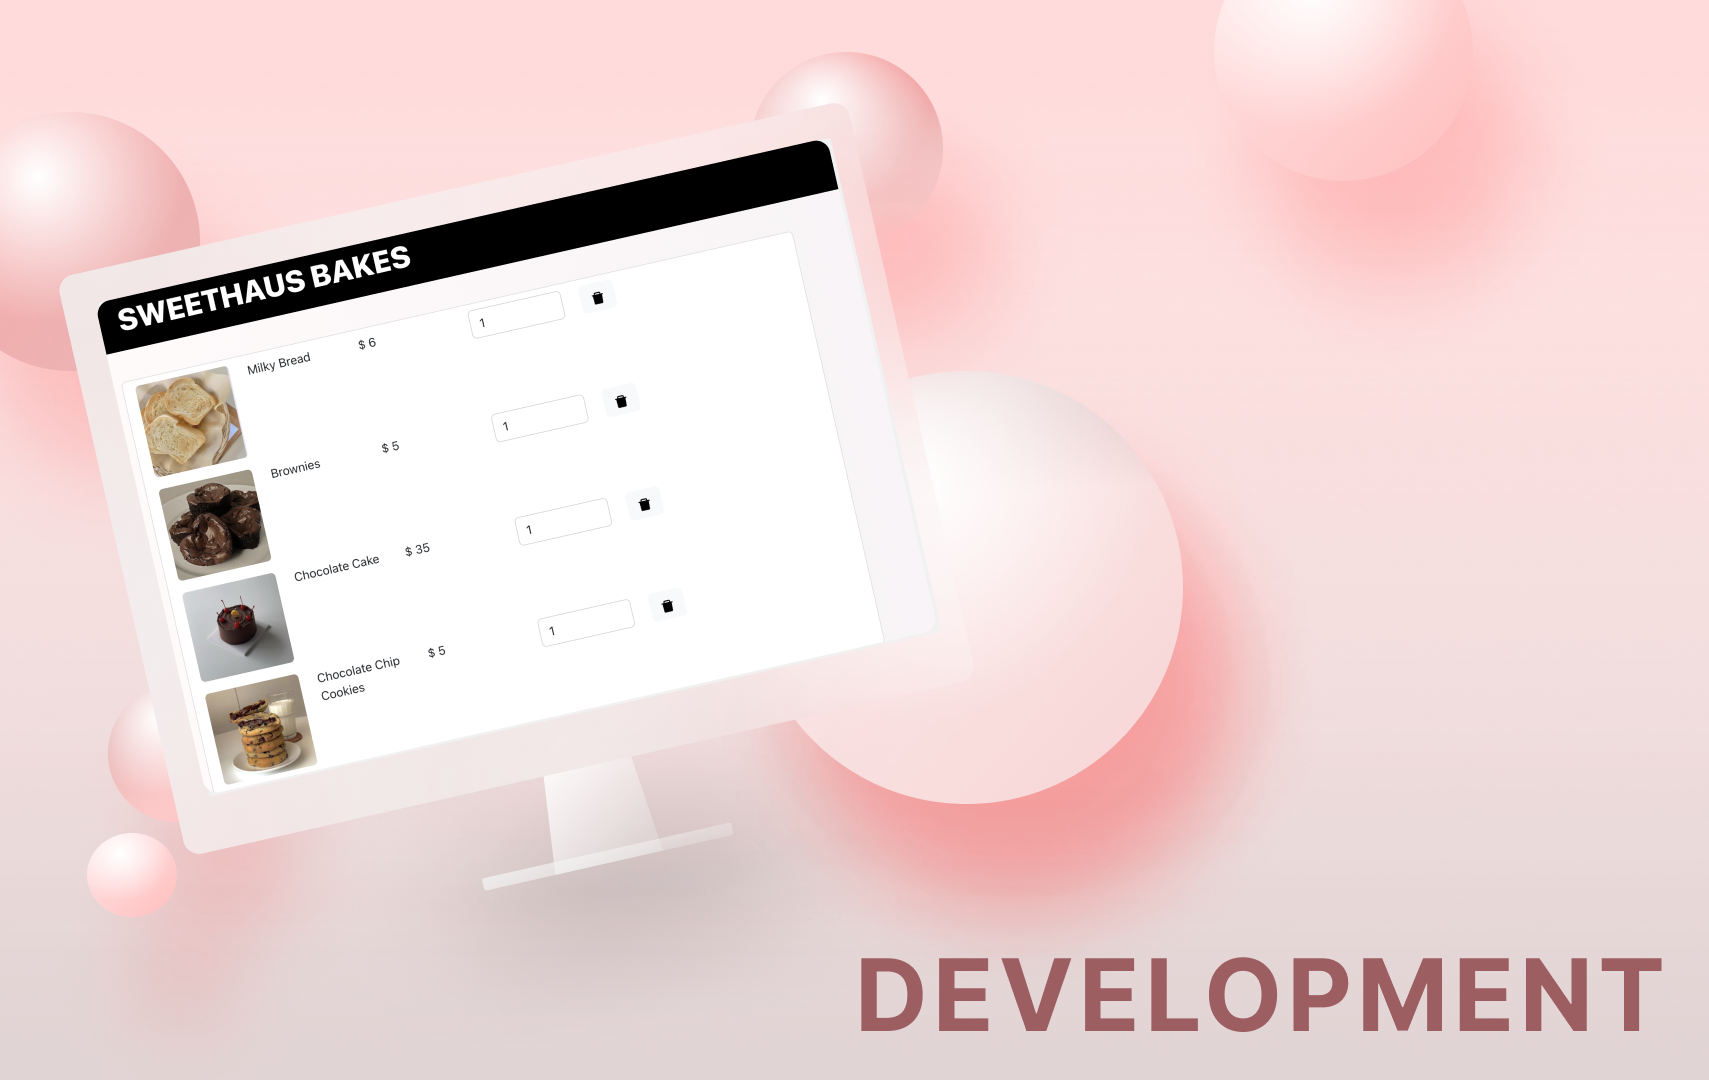 SWEETHAUS BAKES
Milky Bread $ 6 1
Brownies $ 5 1
Chocolate Cake $ 35 1
Chocolate Chip $ 5 1
Cookies
DEVELOPMENT